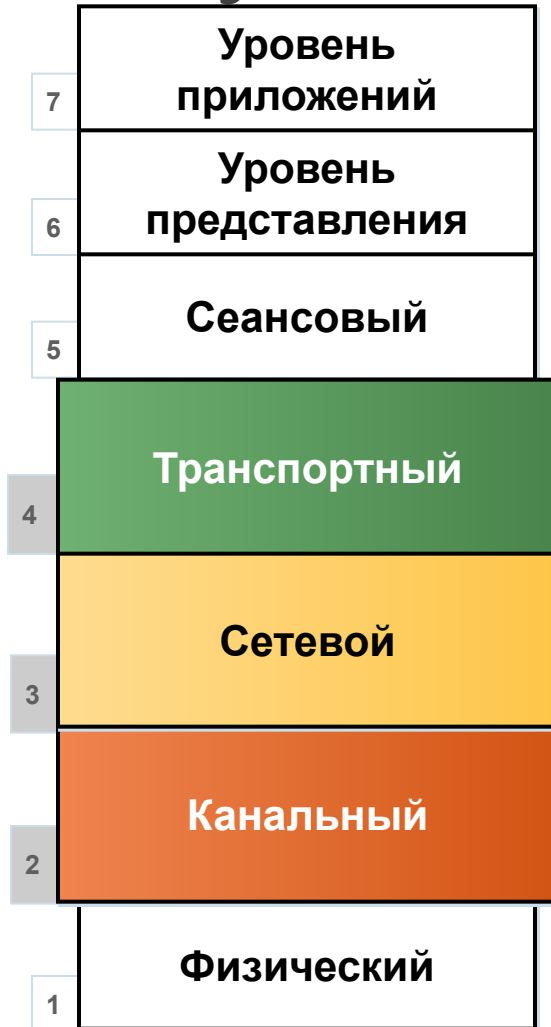 Уровень
приложений
7
Уровень
представления
6
Сеансовый
5
Транспортный
4
Сетевой
3
Канальный
2
Физический
1